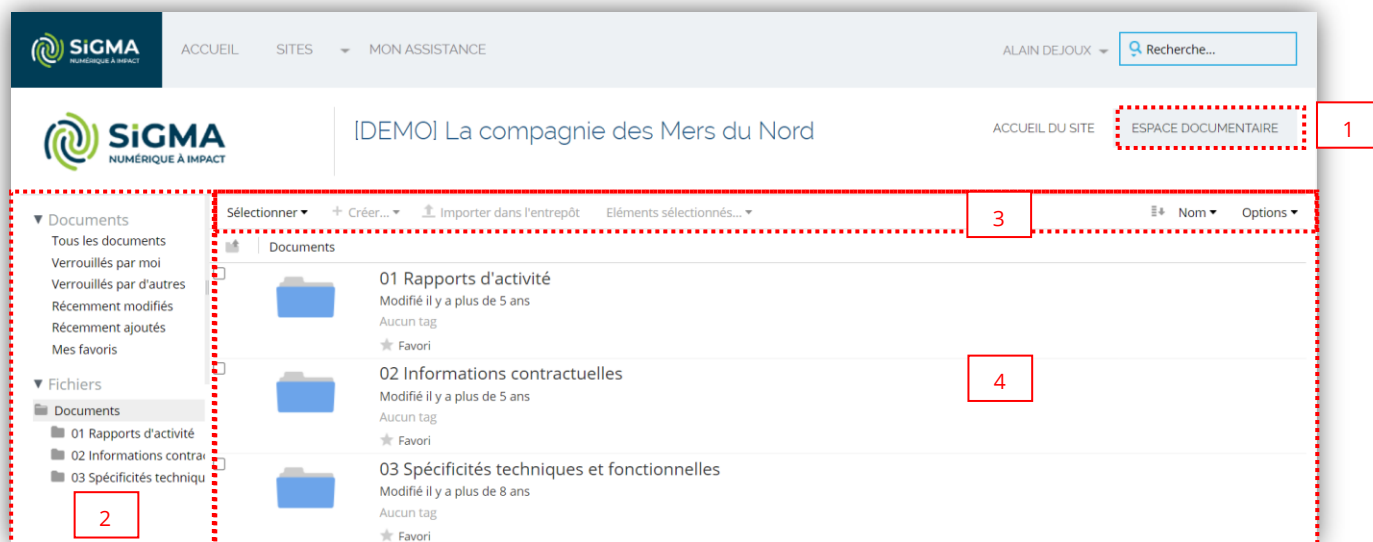 SiGMA
NUMÉRIQUE À IMPACT
ACCUEIL SITES MON ASSISTANCE
ALAIN DEJOUX
Recherche...
SiGMA
NUMÉRIQUE À IMPACT
[DEMO] La compagnie des Mers du Nord
ACCUEIL DU SITE ESPACE DOCUMENTAIRE
1
Documents
Tous les documents
Verrouillés par moi
Verrouillés par d'autres
Récemment modifiés
Récemment ajoutés
Mes favoris
Fichiers
Documents
01 Rapports d'activité
02 Informations contra
03 Spécificités techniqu
2
Sélectionner + Créer... Importer dans l'entrepôt Eléments sélectionnés...
3
Nom Options
Documents
01 Rapports d'activité
Modifié il y a plus de 5 ans
Aucun tag
Favori
02 Informations contractuelles
Modifié il y a plus de 5 ans
Aucun tag
Favori
4
03 Spécificités techniques et fonctionnelles
Modifié il y a plus de 8 ans
Aucun tag
Favori